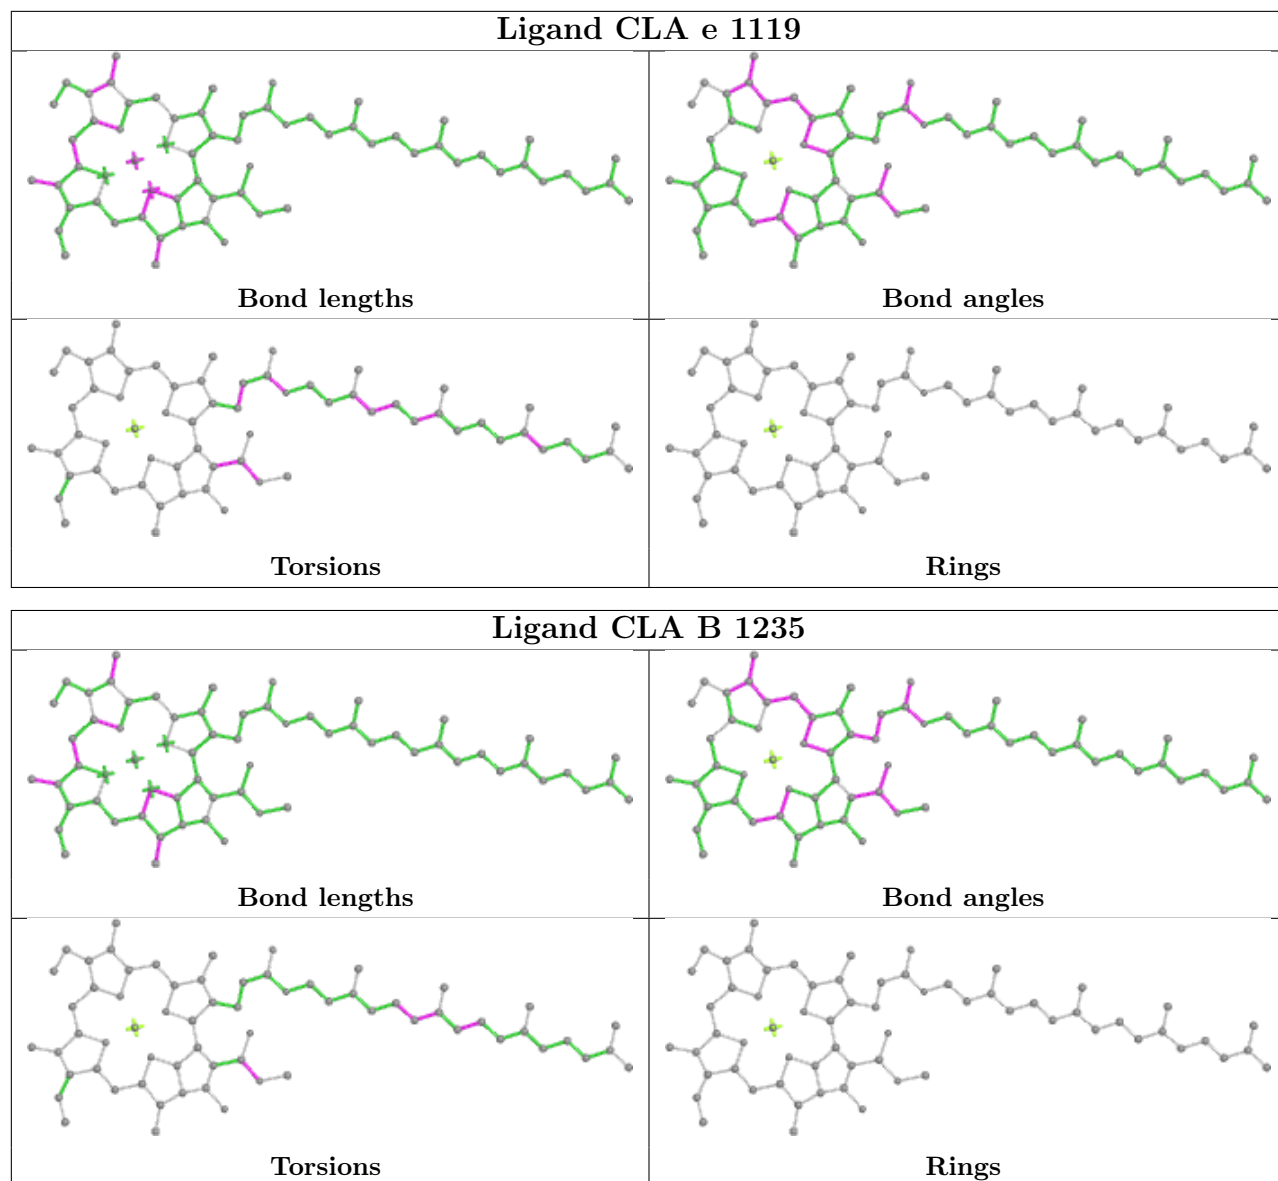 Ligand CLA e 1119
Bond lengths
Bond angles
Torsions
Rings
Ligand CLA B 1235
Bond lengths
Bond angles
Torsions
Rings